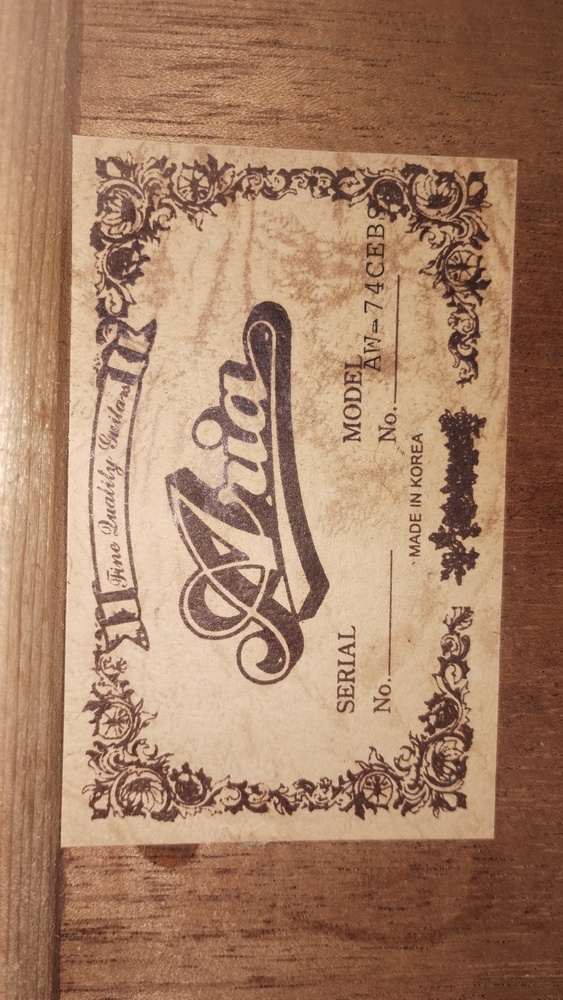 Fine Quality Guitars
Aria
SERIAL
No.
MODEL
No. AW-74CEBS
MADE IN KOREA